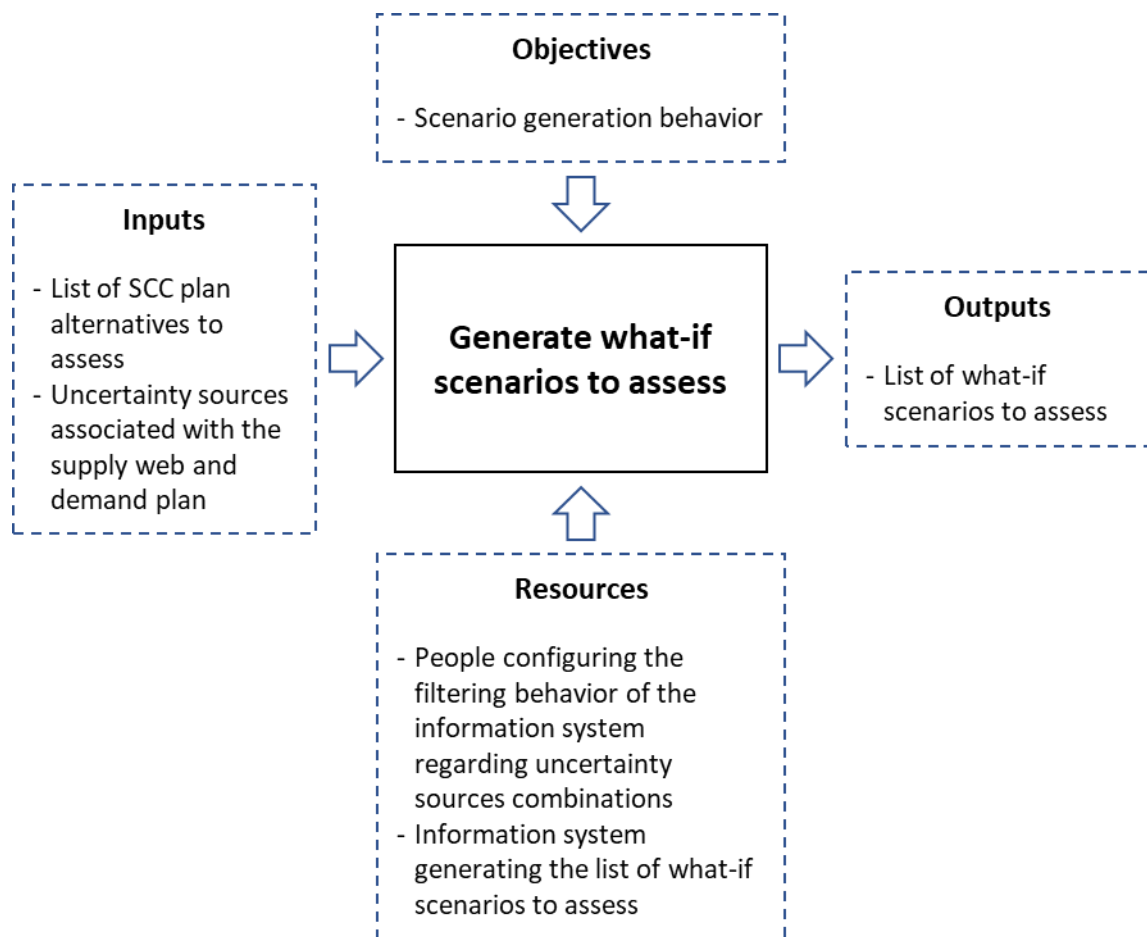 Objectives
- Scenario generation behavior
Inputs
- List of SCC plan
alternatives to
assess
- Uncertainty sources
associated with the
supply web and
demand plan
Generate what-if
scenarios to assess
Outputs
- List of what-if
scenarios to assess
Resources
- People configuring the
filtering behavior of the
information system
regarding uncertainty
sources combinations
- Information system
generating the list of what-if
scenarios to assess